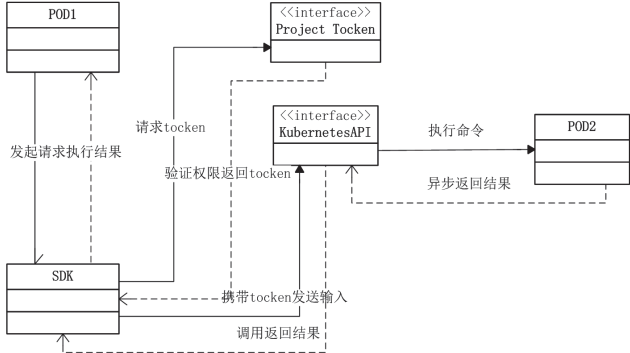 POD1
<<interface>>
Project Tocken
请求tocken
<<interface>>
KubernetesAPI
执行命令
POD2
发起请求执行结果
验证权限返回tocken
异步返回结果
SDK
携带tocken发送输入
调用返回结果